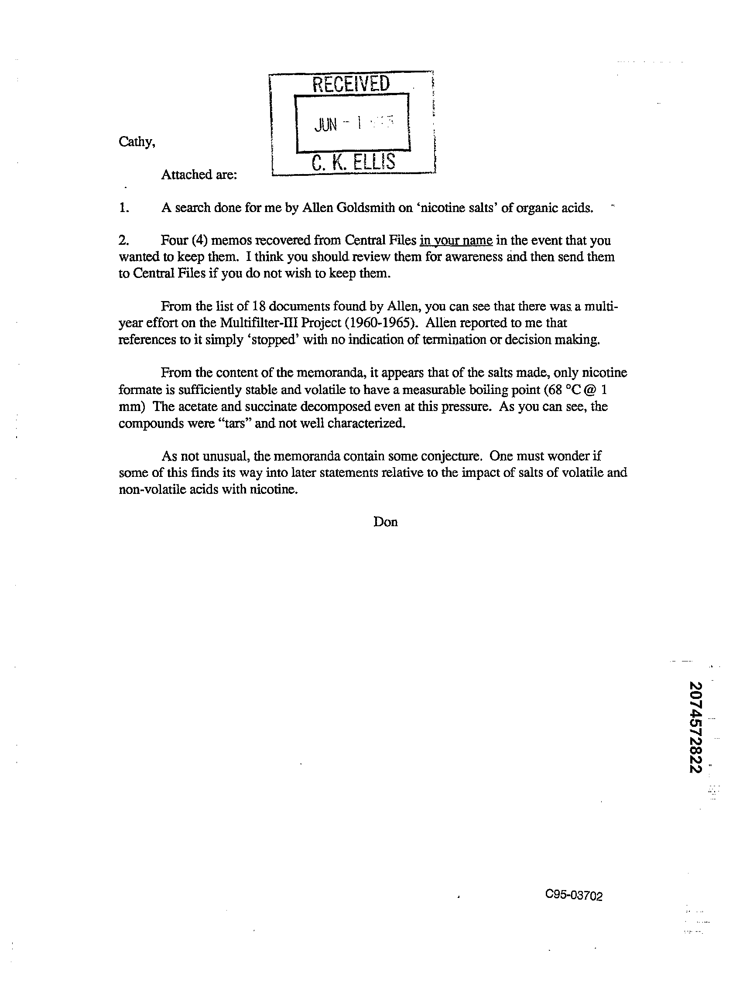 RECEIVED
JUN - 1
C. K. ELLIS
Cathy,
Attached are:
1. A search done for me by Allen Goldsmith on ‘nicotine salts’ of organic acids.
2. Four (4) memos recovered from Central Files in your name in the event that you
wanted to keep them. I think you should review them for awareness and then send them
to Central Files if you do not wish to keep them.
From the list of 18 documents found by Allen, you can see that there was a multi-
year effort on the Multifilter-III Project (1960-1965). Allen reported to me that
references to it simply ‘stopped’ with no indication of termination or decision making.
From the content of the memoranda, it appears that of the salts made, only nicotine
formate is sufficiently stable and volatile to have a measurable boiling point (68 °C @ 1
mm) The acetate and succinate decomposed even at this pressure. As you can see, the
compounds were “tars” and not well characterized.
As not unusual, the memoranda contain some conjecture. One must wonder if
some of this finds its way into later statements relative to the impact of salts of volatile and
non-volatile acids with nicotine.
Don
2074572822
C95-03702